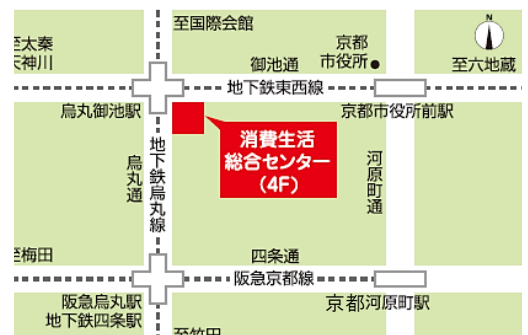 至国際会館
至太秦
天神川
京都
市役所
御池通
至六地蔵
N
地下鉄東西線
烏丸御池駅
京都市役所前駅
消費生活
総合センター
（4F）
地下鉄烏丸線
烏丸通
河原町通
至梅田
四条通
阪急京都線
阪急烏丸駅
地下鉄四条駅
京都河原町駅
至竹田